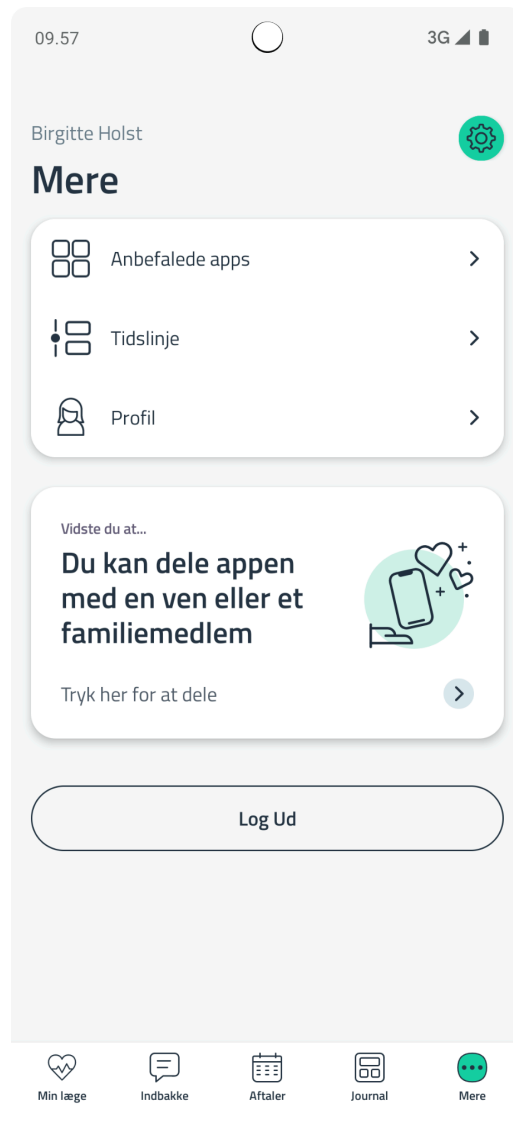 09.57
3G
Birgitte Holst
Mere
Anbefalede apps
Tidslinje
Profil
Vidste du at...
Du kan dele appen
med en ven eller et
familiemedlem
Tryk her for at dele
Log Ud
Min læge
Indbakke
Aftaler
Journal
Mere